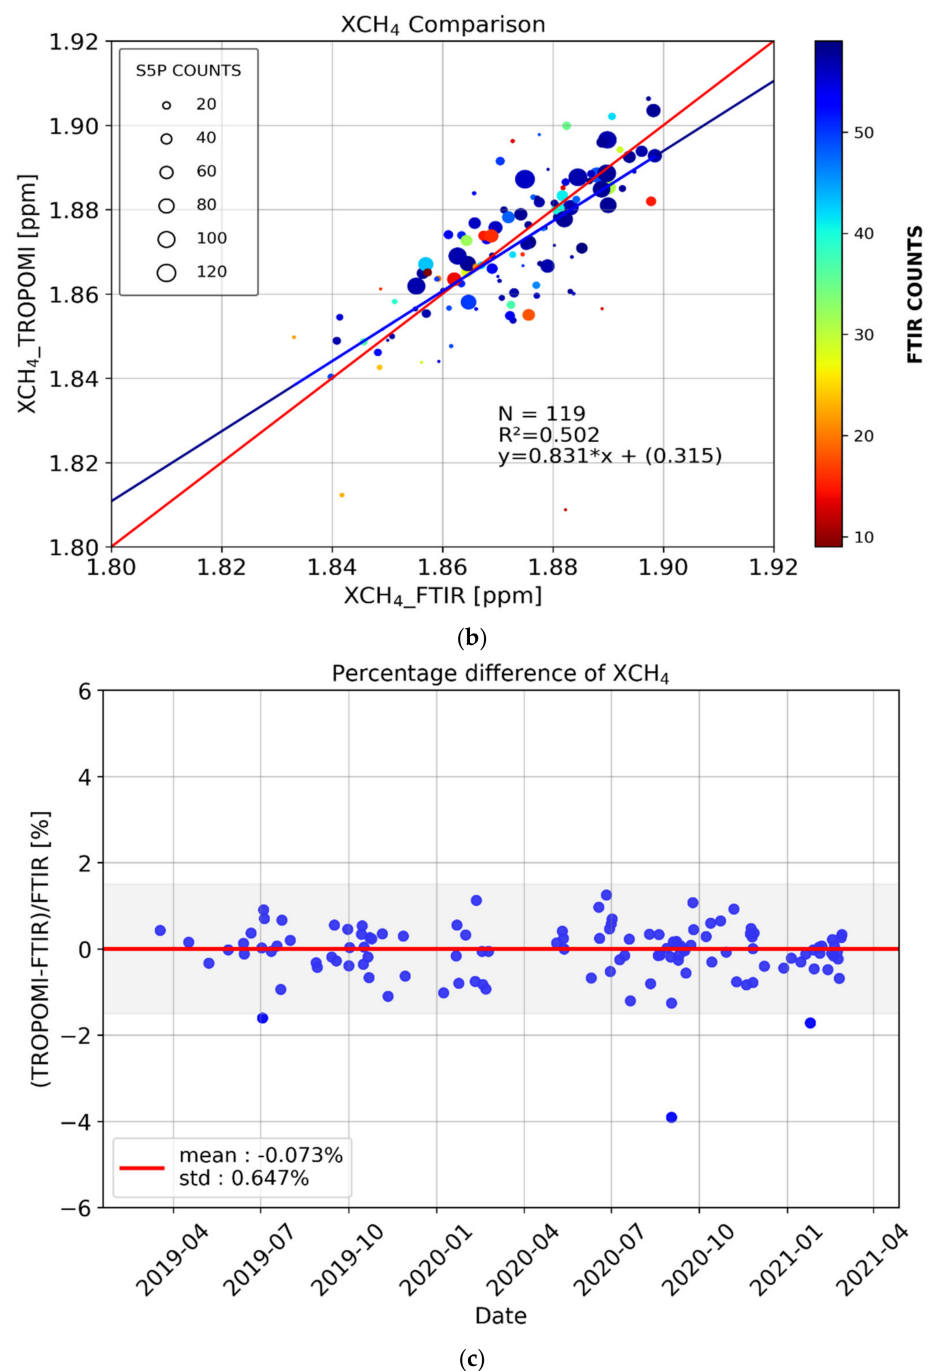 XCH₄ Comparison
S5P COUNTS
20
40
60
80
100
120
1.92
1.90
1.88
1.86
1.84
1.82
1.80
XCH₄_TROPOMI [ppm]
N = 119
R²=0.502
y=0.831*x + (0.315)
1.80 1.82 1.84 1.86 1.88 1.90 1.92
XCH₄_FTIR [ppm]
50
40
30
20
10
FTIR COUNTS
(b)
Percentage difference of XCH₄
6
4
2
0
−2
−4
−6
(TROPOMI-FTIR)/FTIR [%]
mean : -0.073%
std : 0.647%
2019-04 2019-07 2019-10 2020-01 2020-04 2020-07 2020-10 2021-01 2021-04
Date
(c)